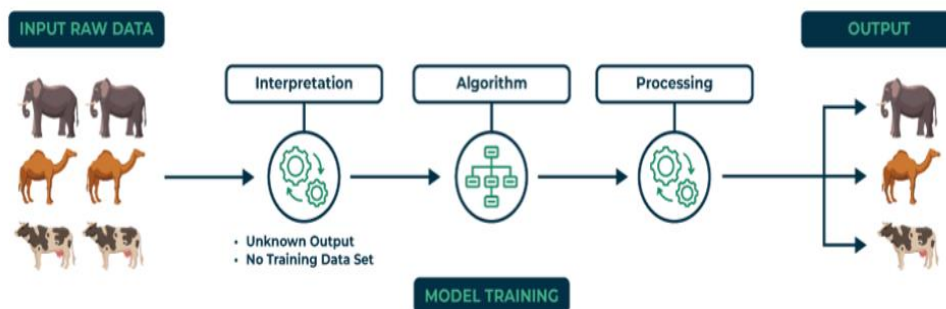 INPUT RAW DATA
OUTPUT
Interpretation
Algorithm
Processing
• Unknown Output
• No Training Data Set
MODEL TRAINING